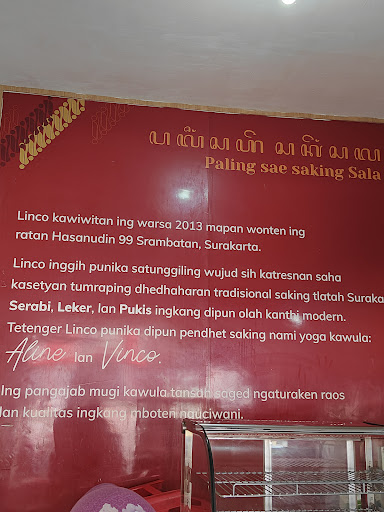 Paling sae saking Sala
Linco kawiwitan ing warsa 2013 mapan wonten ing
ratan Hasanudin 99 Srambatan, Surakarta.
Linco inggih punika satunggiling wujud sih katresnan saha
kasetyan tumraping dhedhaharan tradisional saking tlatah Suraka
Serabi, Leker, lan Pukis ingkang dipun olah kanthi modern.
Tetenger Linco punika dipun pendhet saking nami yoga kawula:
Aline lan Vinco.
Ing pangajab mugi kawula tansah saged ngaturaken raos
lan kualitas ingkang mboten nguciwani.